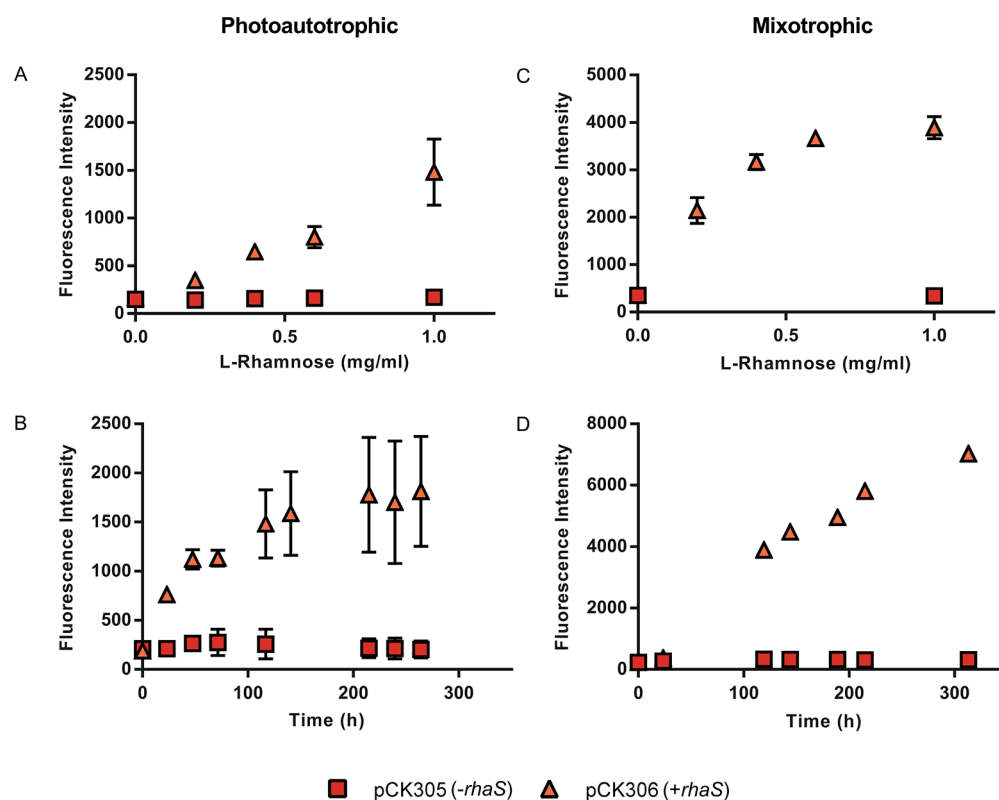 Photoautotrophic
Mixotrophic
A
2500
2000
1500
1000
500
0
Fluorescence Intensity
0.0
0.5
1.0
L-Rhamnose (mg/ml)
C
5000
4000
3000
2000
1000
0
Fluorescence Intensity
0.0
0.5
1.0
L-Rhamnose (mg/ml)
B
2500
2000
1500
1000
500
0
Fluorescence Intensity
0
100
200
300
Time (h)
D
8000
6000
4000
2000
0
Fluorescence Intensity
0
100
200
300
Time (h)
pCK305 (-rhaS)
pCK306 (+rhaS)